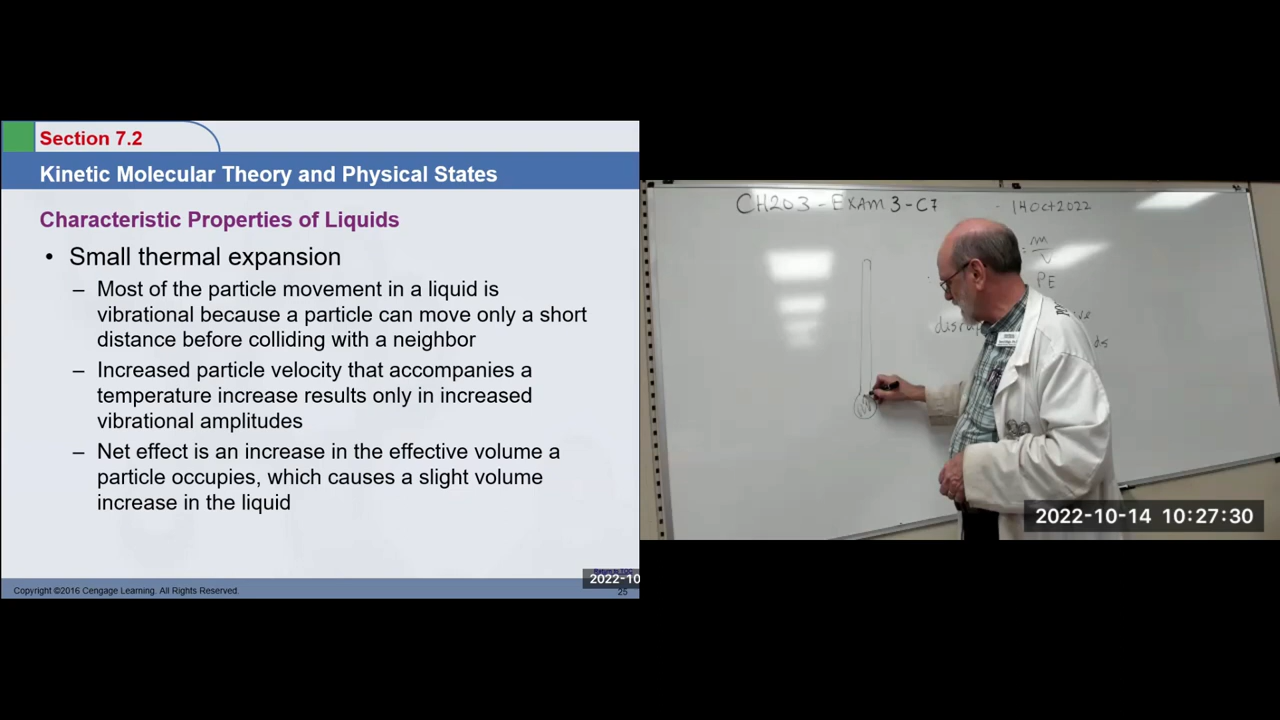 Section 7.2
Kinetic Molecular Theory and Physical States
Characteristic Properties of Liquids
• Small thermal expansion
– Most of the particle movement in a liquid is
vibrational because a particle can move only a short
distance before colliding with a neighbor
– Increased particle velocity that accompanies a
temperature increase results only in increased
vibrational amplitudes
– Net effect is an increase in the effective volume a
particle occupies, which causes a slight volume
increase in the liquid
2022-10
Copyright ©2016 Cengage Learning. All Rights Reserved.
25
CH203 - EXAM 3 - C7 - 14 Oct 2022
= m
V
PE
2022-10-14 10:27:30